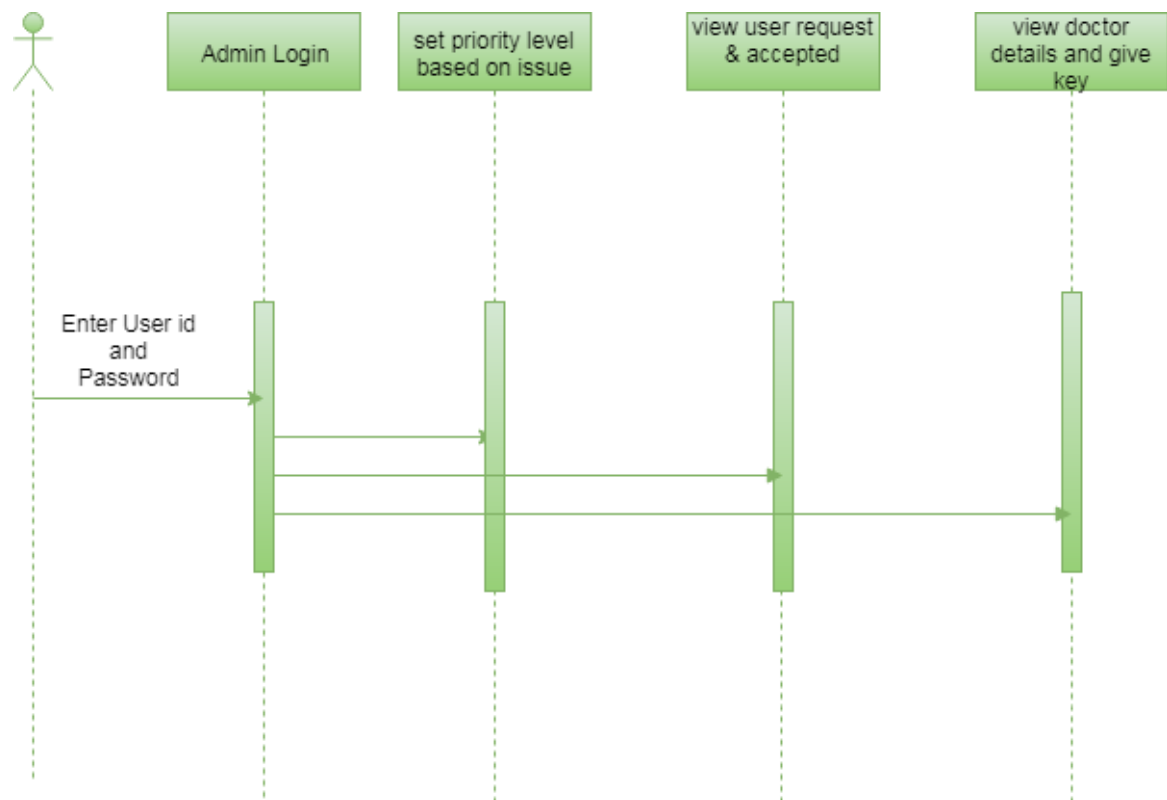 Admin Login
set priority level
based on issue
view user request
& accepted
view doctor
details and give
key
Enter User id
and
Password